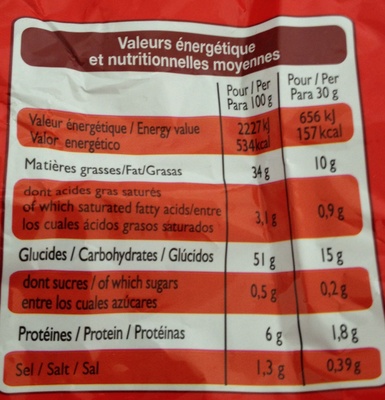 Valeurs énergétique
et nutritionnelles moyennes
Pour / Per Pour / Per
Para 100 g Para 30 g
Valeur énergétique / Energy value 2227 kJ 656 kJ
Valor energético 534kcal 157 kcal
Matières grasses/Fat/Grasas 34 g 10 g
dont acides gras saturés
of which saturated fatty acids/entre 3,1 g 0,9 g
los cuales ácidos grasos saturados
Glucides / Carbohydrates / Glúcidos 51 g 15 g
dont sucres / of which sugars 0,5 g 0,2 g
entre los cuales azúcares
Protéines / Protein / Protéinas 6 g 1,8 g
Sel / Salt / Sal 1,3 g 0,39 g